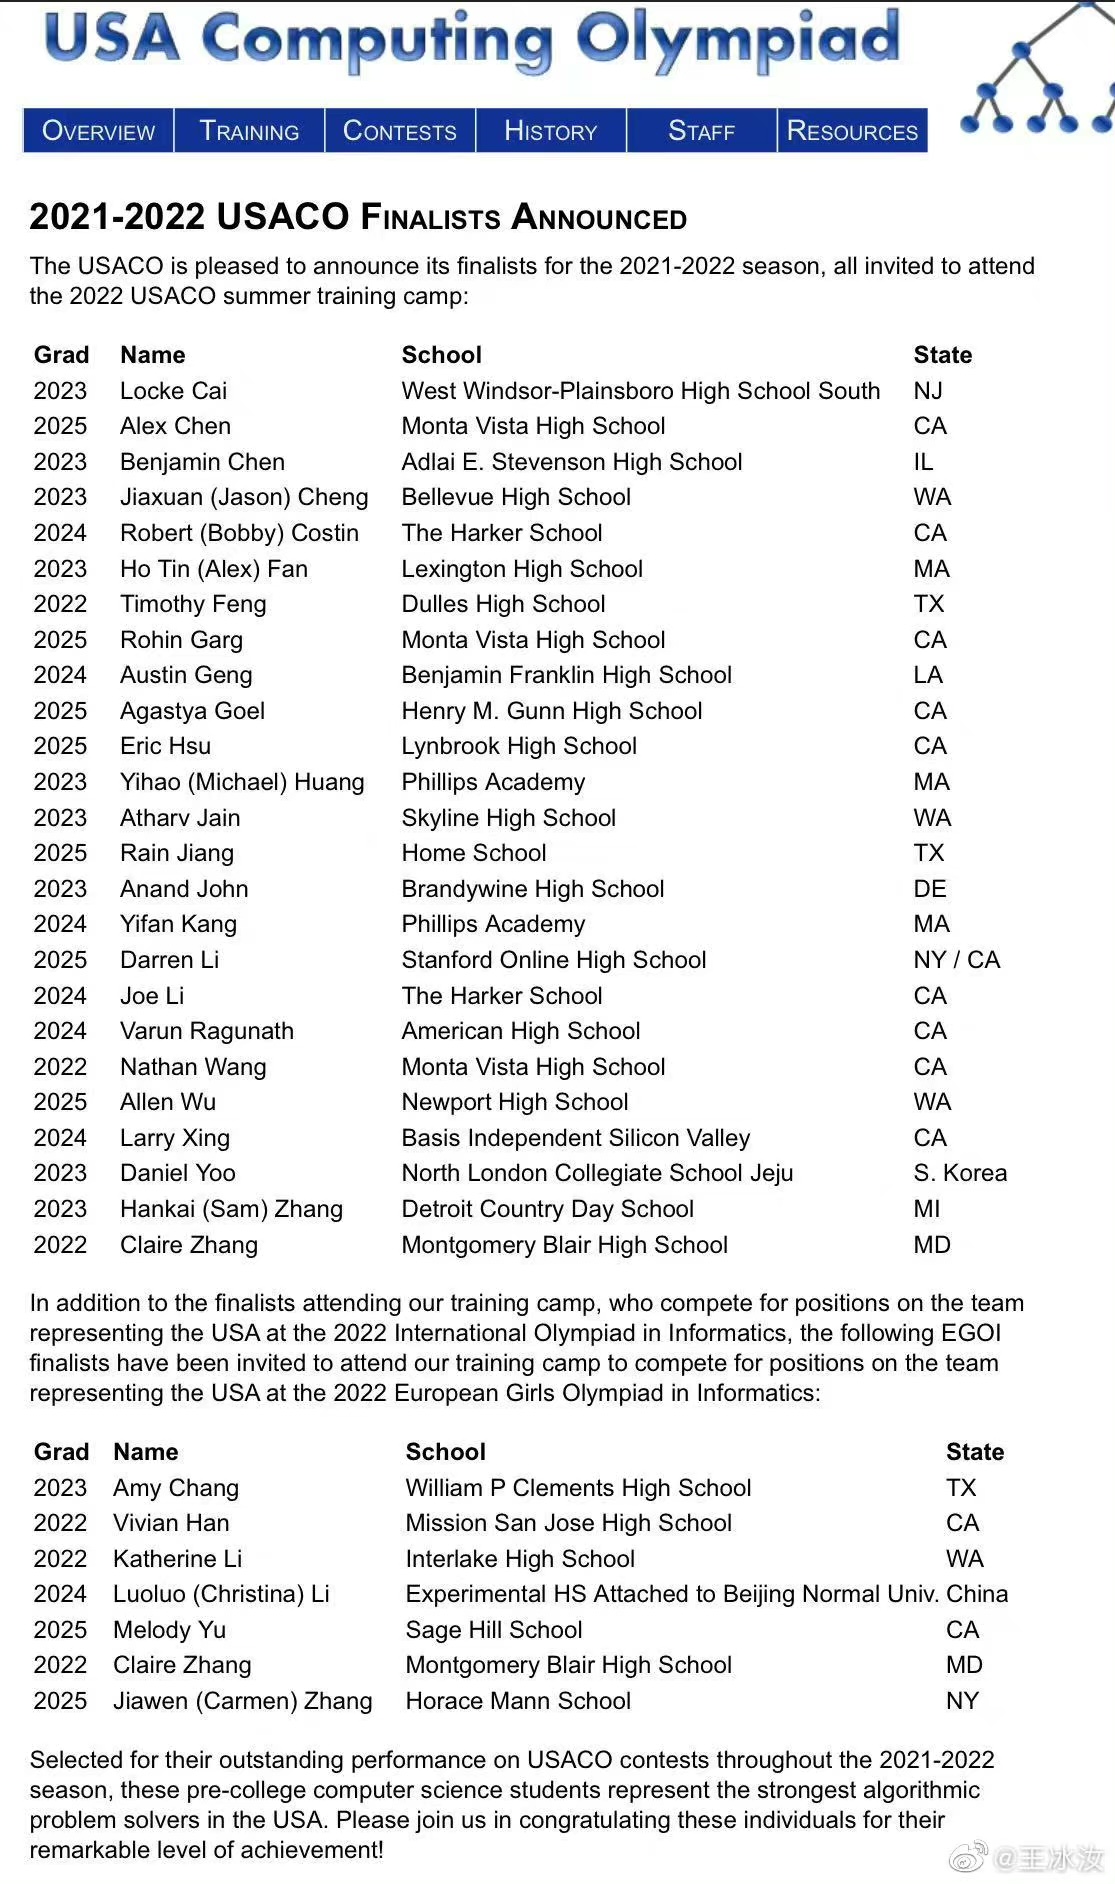 USA Computing Olympiad
OVERVIEW TRAINING CONTESTS HISTORY STAFF RESOURCES
2021-2022 USACO FINALISTS ANNOUNCED
The USACO is pleased to announce its finalists for the 2021-2022 season, all invited to attend
the 2022 USACO summer training camp:
Grad Name School State
2023 Locke Cai West Windsor-Plainsboro High School South NJ
2025 Alex Chen Monta Vista High School CA
2023 Benjamin Chen Adlai E. Stevenson High School IL
2023 Jiaxuan (Jason) Cheng Bellevue High School WA
2024 Robert (Bobby) Costin The Harker School CA
2023 Ho Tin (Alex) Fan Lexington High School MA
2022 Timothy Feng Dulles High School TX
2025 Rohin Garg Monta Vista High School CA
2024 Austin Geng Benjamin Franklin High School LA
2025 Agastya Goel Henry M. Gunn High School CA
2025 Eric Hsu Lynbrook High School CA
2023 Yihao (Michael) Huang Phillips Academy MA
2023 Atharv Jain Skyline High School WA
2025 Rain Jiang Home School TX
2023 Anand John Brandywine High School DE
2024 Yifan Kang Phillips Academy MA
2025 Darren Li Stanford Online High School NY / CA
2024 Joe Li The Harker School CA
2024 Varun Ragunath American High School CA
2022 Nathan Wang Monta Vista High School CA
2025 Allen Wu Newport High School WA
2024 Larry Xing Basis Independent Silicon Valley CA
2023 Daniel Yoo North London Collegiate School Jeju S. Korea
2023 Hankai (Sam) Zhang Detroit Country Day School MI
2022 Claire Zhang Montgomery Blair High School MD
In addition to the finalists attending our training camp, who compete for positions on the team
representing the USA at the 2022 International Olympiad in Informatics, the following EGOI
finalists have been invited to attend our training camp to compete for positions on the team
representing the USA at the 2022 European Girls Olympiad in Informatics:
Grad Name School State
2023 Amy Chang William P Clements High School TX
2022 Vivian Han Mission San Jose High School CA
2022 Katherine Li Interlake High School WA
2024 Luoluo (Christina) Li Experimental HS Attached to Beijing Normal Univ. China
2025 Melody Yu Sage Hill School CA
2022 Claire Zhang Montgomery Blair High School MD
2025 Jiawen (Carmen) Zhang Horace Mann School NY
Selected for their outstanding performance on USACO contests throughout the 2021-2022
season, these pre-college computer science students represent the strongest algorithmic
problem solvers in the USA. Please join us in congratulating these individuals for their
remarkable level of achievement!
@王冰汝